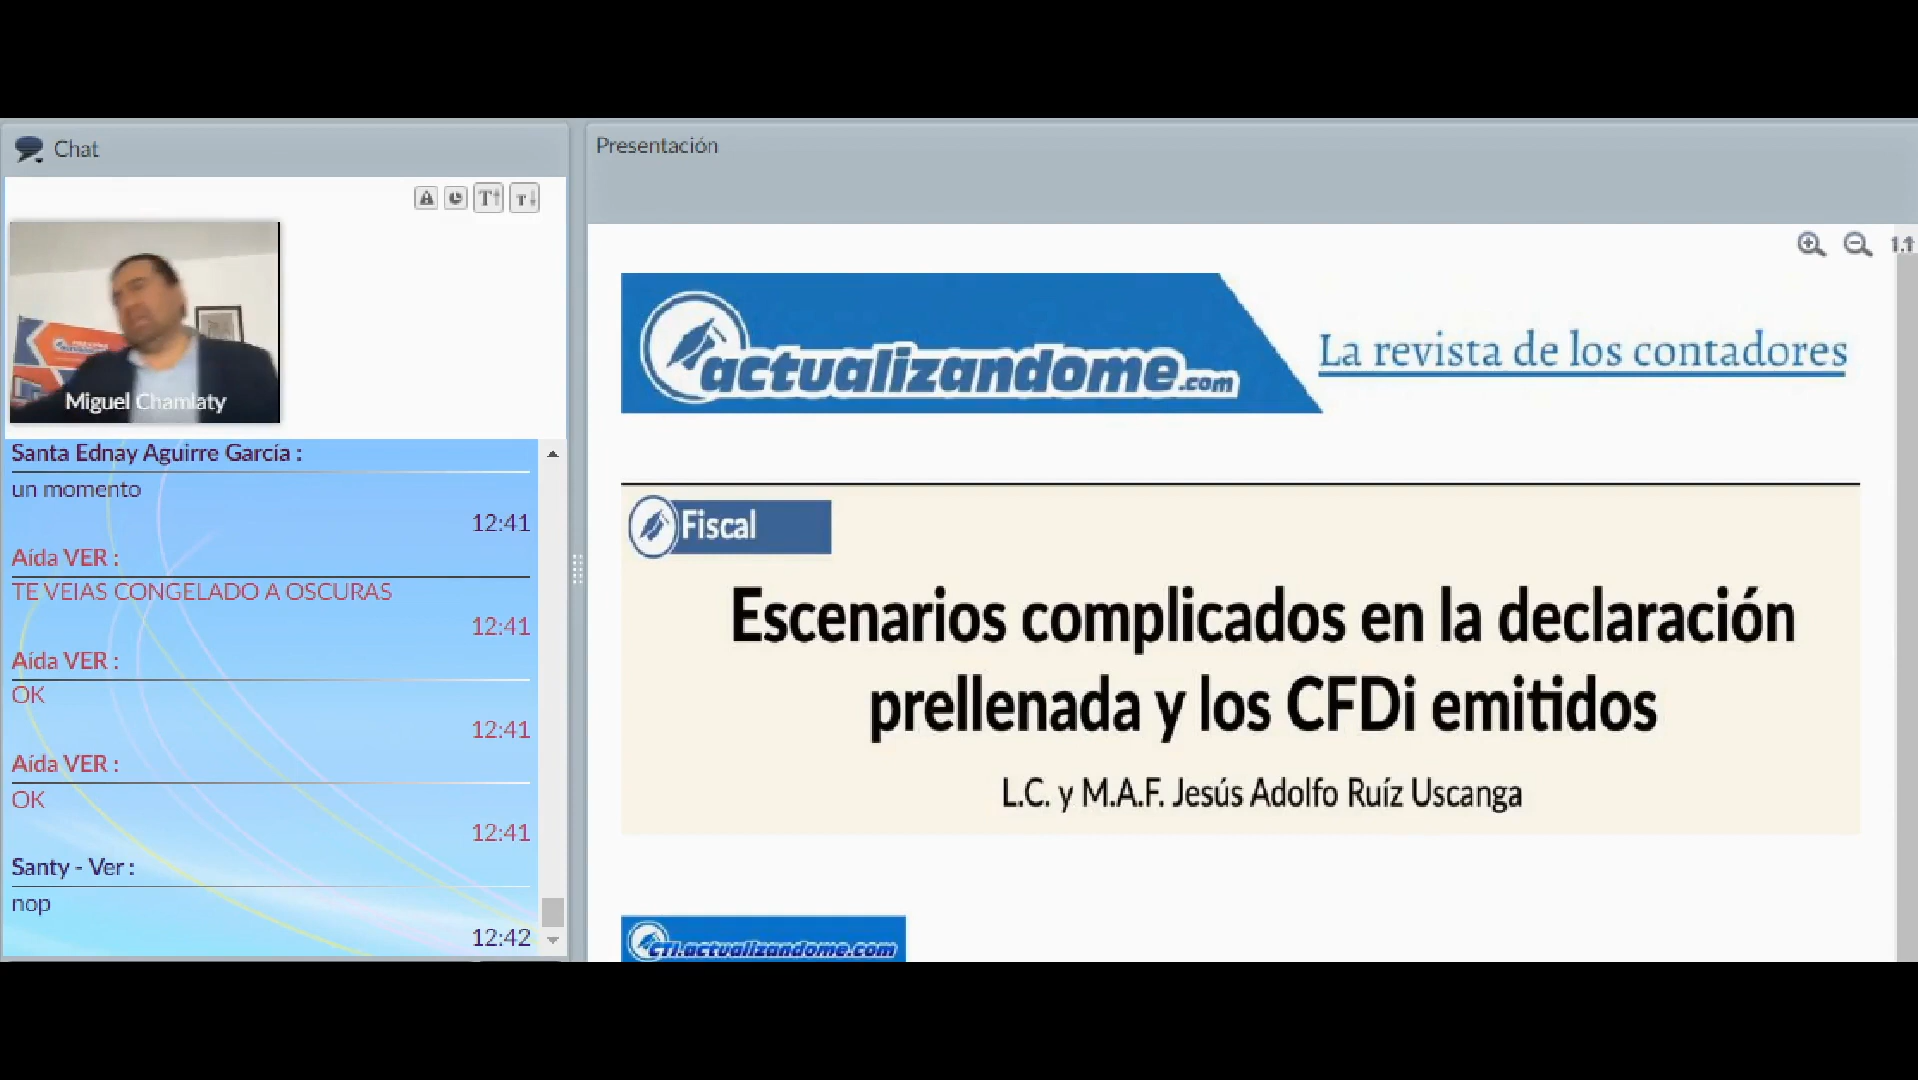 Chat
Miguel Chamlaty
Santa Ednay Aguirre García :
un momento
12:41
Aída VER :
TE VEIAS CONGELADO A OSCURAS
12:41
Aída VER :
OK
12:41
Aída VER :
OK
12:41
Santy - Ver :
nop
12:42
Presentación
actualizandome.com
La revista de los contadores
Fiscal
Escenarios complicados en la declaración
prellenada y los CFDi emitidos
L.C. y M.A.F. Jesús Adolfo Ruíz Uscanga
CTI.actualizandome.com